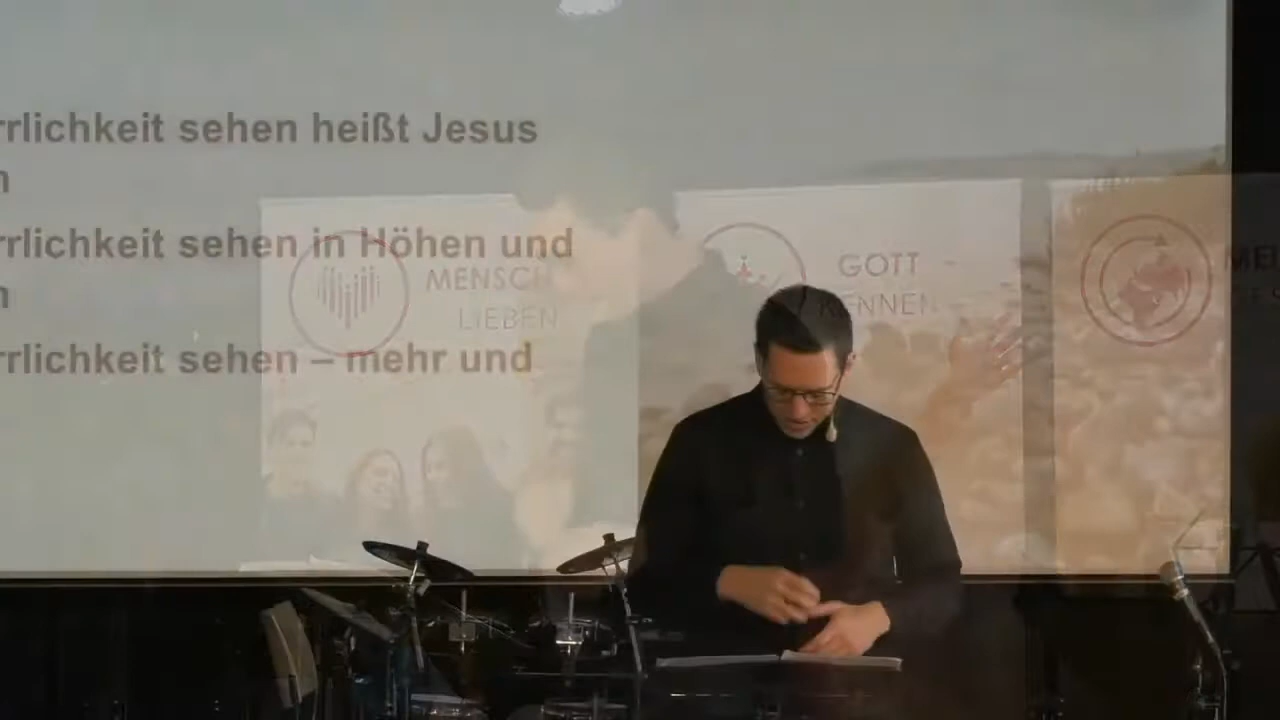 rrlichkeit sehen heißt Jesus
n
rrlichkeit sehen in Höhen und
n
rrlichkeit sehen – mehr und
MENSCH
LIEBEN
GOTT -
KENNEN